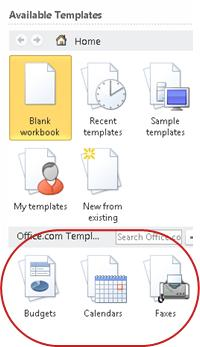 Available Templates
Home
Blank workbook
Recent templates
Sample templates
My templates
New from existing
Office.com Templ... Search Office.co
Budgets
Calendars
Faxes